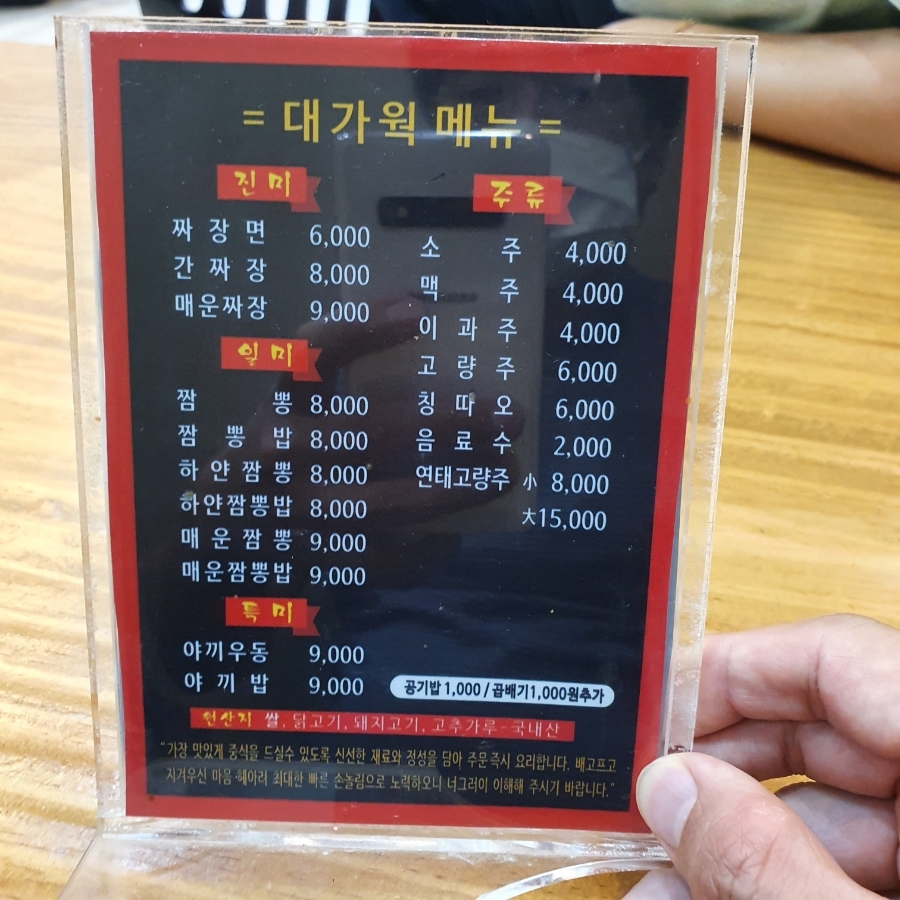 = 대가웍 메뉴 =
진미
짜장면 6,000
간짜장 8,000
매운짜장 9,000
일미
짬뽕 8,000
짬뽕밥 8,000
하얀짬뽕 8,000
하얀짬뽕밥 8,000
매운짬뽕 9,000
매운짬뽕밥 9,000
특미
야끼우동 9,000
야끼밥 9,000
주류
소주 4,000
맥주 4,000
이과주 4,000
고량주 6,000
칭따오 6,000
음료수 2,000
연태고량주 小 8,000
大 15,000
공기밥 1,000 / 곱배기1,000원추가
원산지 쌀, 닭고기, 돼지고기, 고추가루-국내산
"가장 맛있게 중식을 드실수 있도록 신선한 재료와 정성을 담아 주문 즉시 요리합니다. 배고프고
지겨우신 마음 헤아려 최대한 빠른 손놀림으로 노력하오니 너그러이 이해해 주시기 바랍니다."